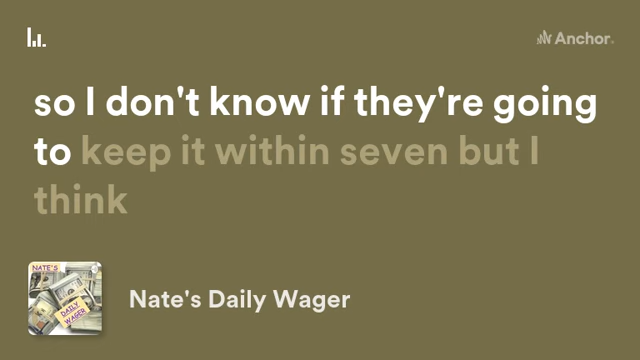 Anchor
so I don't know if they're going
to keep it within seven but I
think
NATE'S
DAILY
WAGER
Nate's Daily Wager